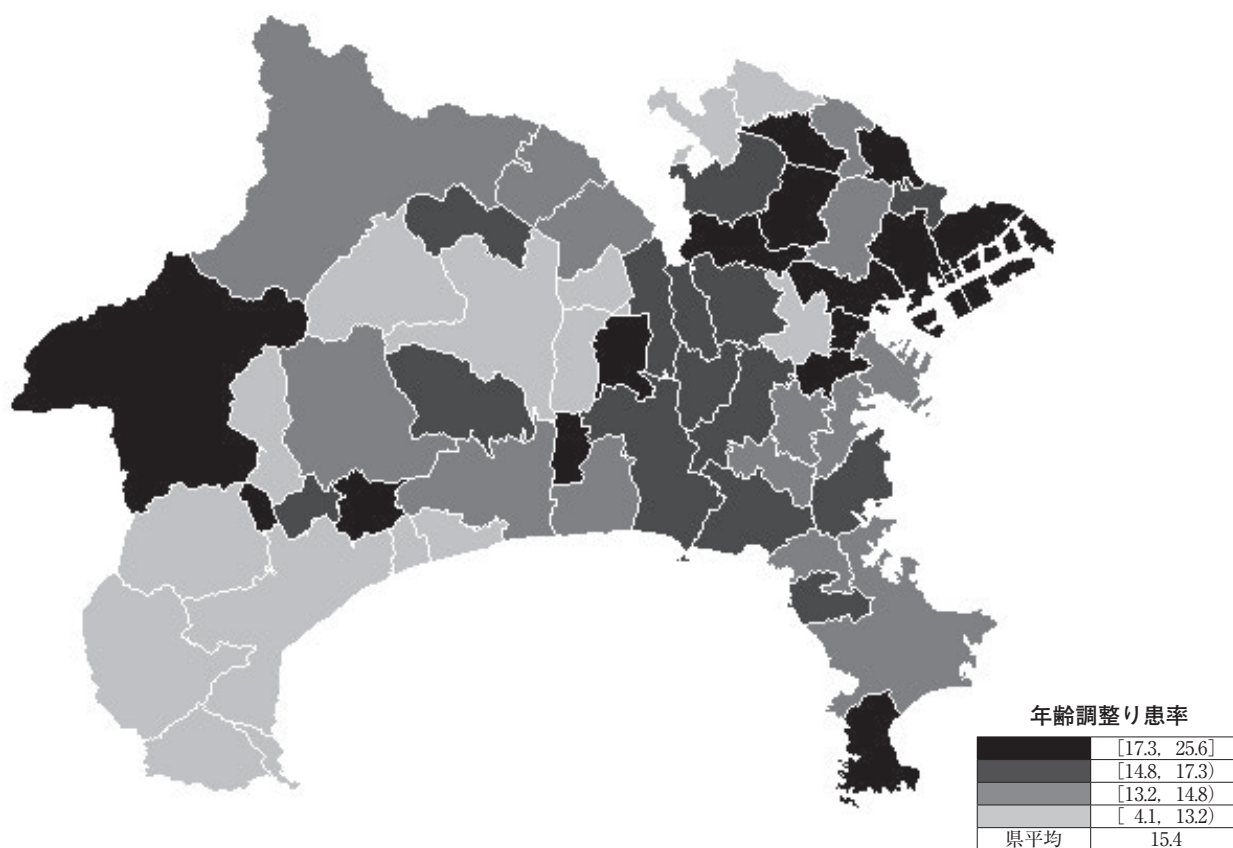 年齢調整り患率
[17.3, 25.6]
[14.8, 17.3)
[13.2, 14.8)
[ 4.1, 13.2)
県平均 15.4